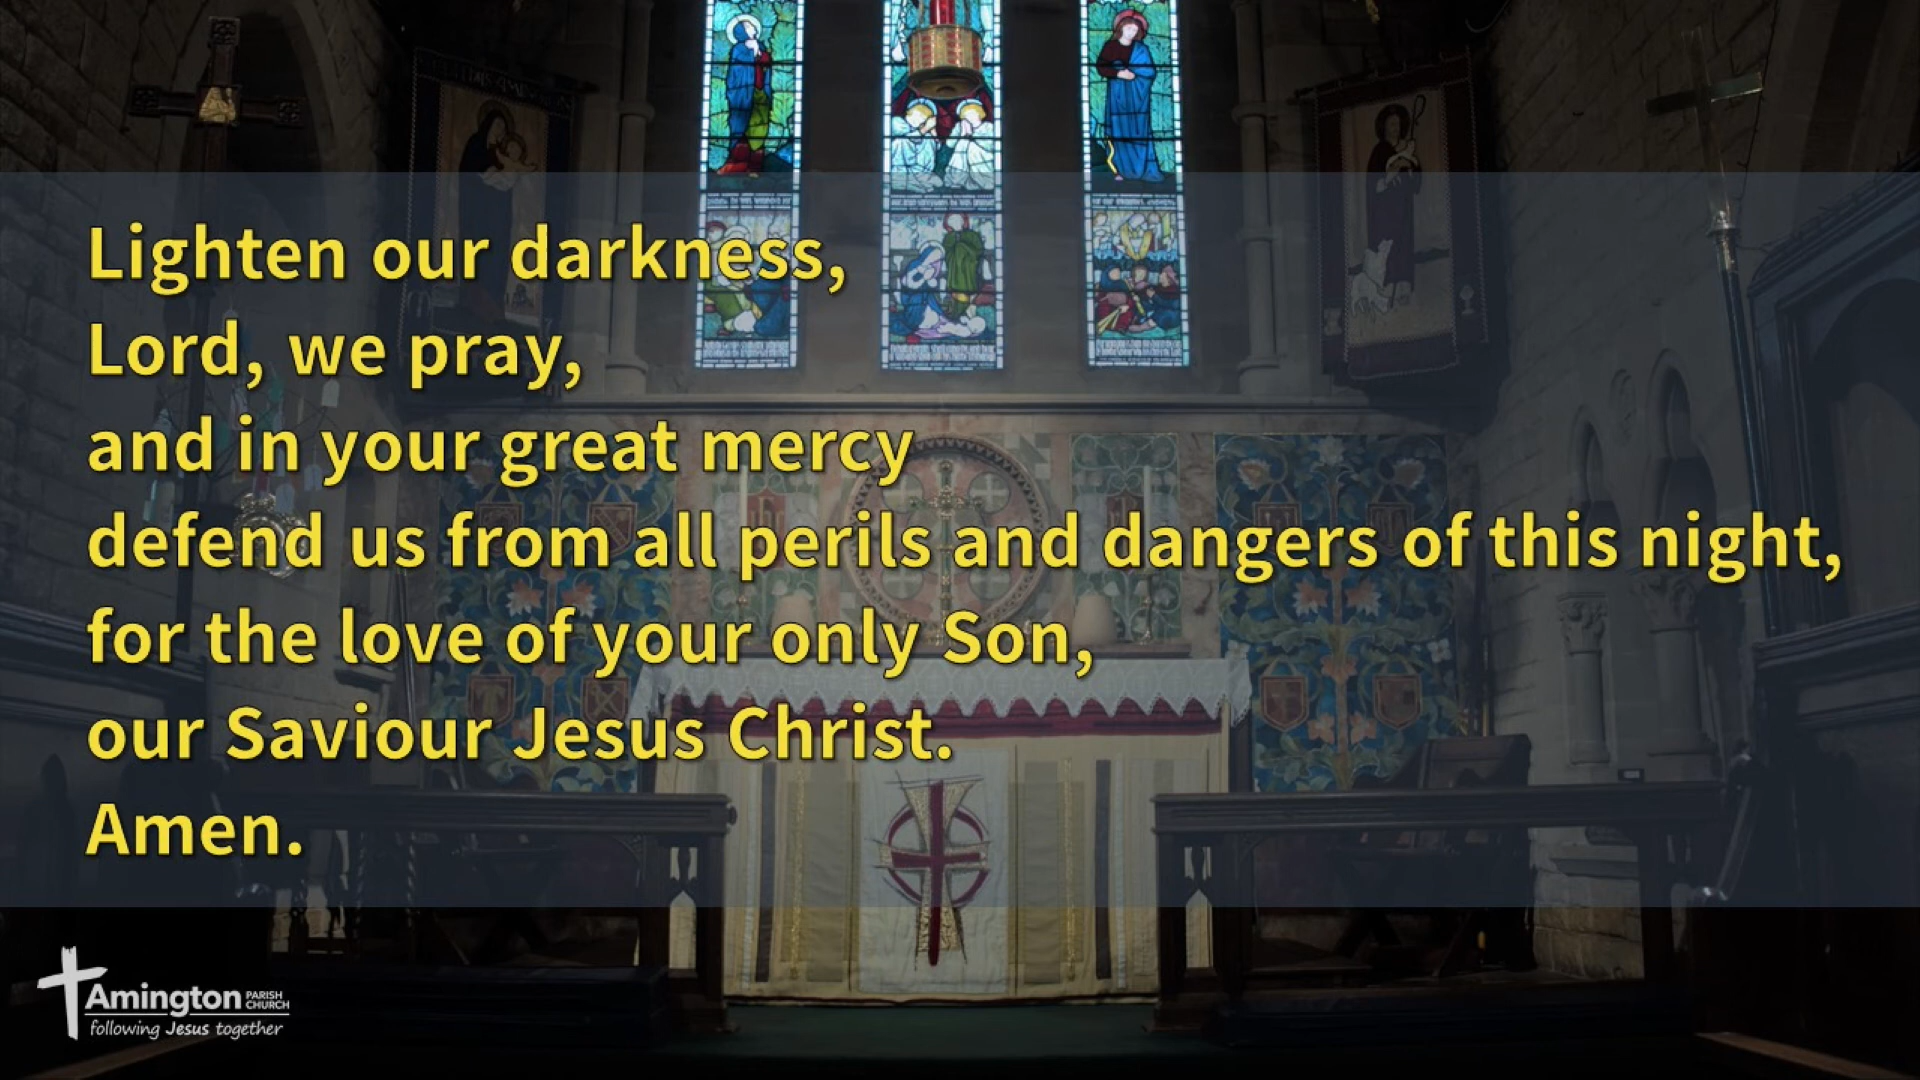 Lighten our darkness,
Lord, we pray,
and in your great mercy
defend us from all perils and dangers of this night,
for the love of your only Son,
our Saviour Jesus Christ.
Amen.
Amington PARISH CHURCH
following Jesus together